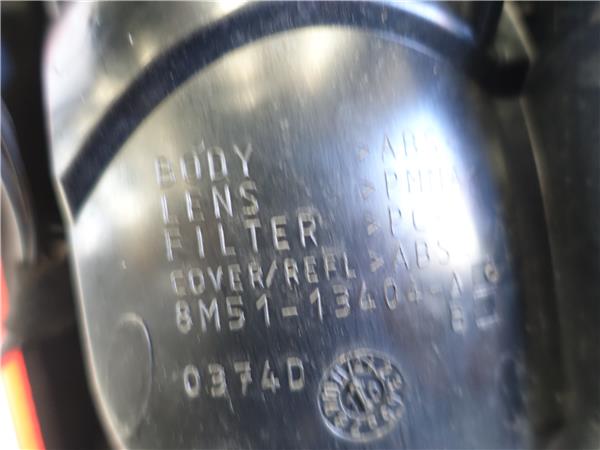 BODY >ABS
LENS >PMMA
FILTER >PC
COVER/REFL >ABS
8M51-13404-A
B
0374D